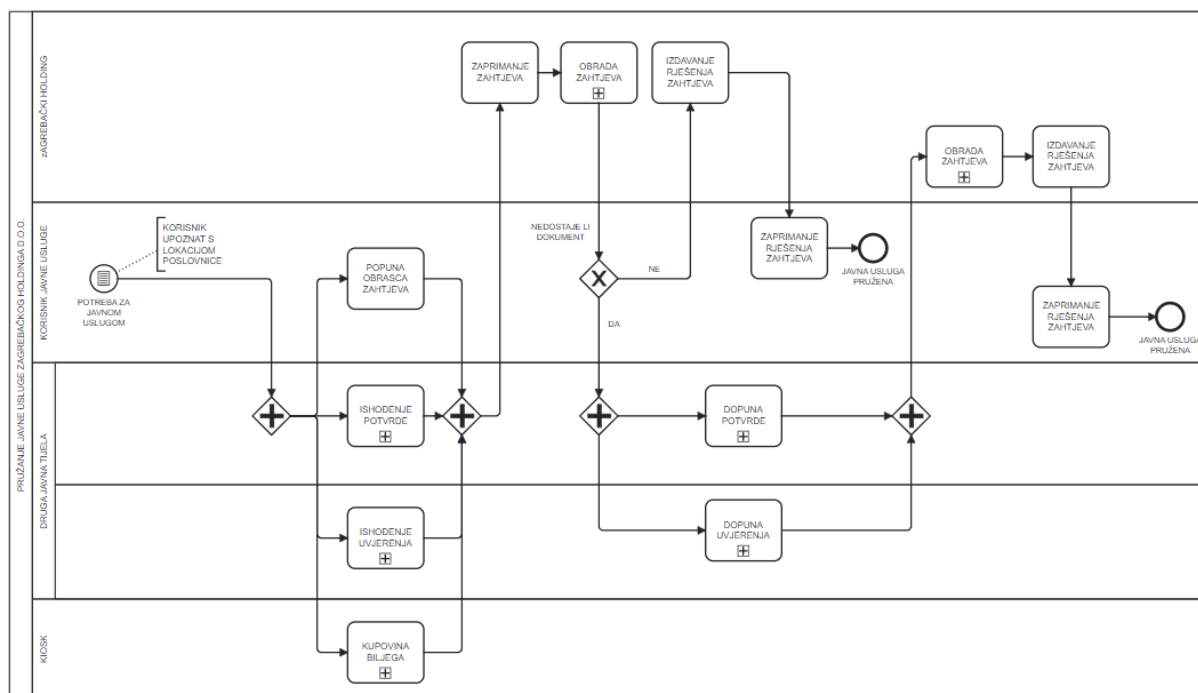 PRUŽANJE JAVNE USLUGE ZAGREBAČKOG HOLDINGA D.O.O.
zAGREBAČKI HOLDING
ZAPRIMANJE
ZAHTJEVA
OBRADA
ZAHTJEVA
IZDAVANJE
RJEŠENJA
ZAHTJEVA
OBRADA
ZAHTJEVA
IZDAVANJE
RJEŠENJA
ZAHTJEVA
KORISNIK JAVNE USLUGE
KORISNIK
UPOZNAT S
LOKACIJOM
POSLOVNICE
POTREBA ZA
JAVNOM
USLUGOM
POPUNA
OBRASCA
ZAHTJEVA
NEDOSTAJE LI
DOKUMENT
NE
DA
ZAPRIMANJE
RJEŠENJA
ZAHTJEVA
JAVNA USLUGA
PRUŽENA
ZAPRIMANJE
RJEŠENJA
ZAHTJEVA
JAVNA USLUGA
PRUŽENA
DRUGA JAVNA TIJELA
ISHOĐENJE
POTVRDE
DOPUNA
POTVRDE
ISHOĐENJE
UVJERENJA
DOPUNA
UVJERENJA
KIOSK
KUPOVINA
BILJEGA